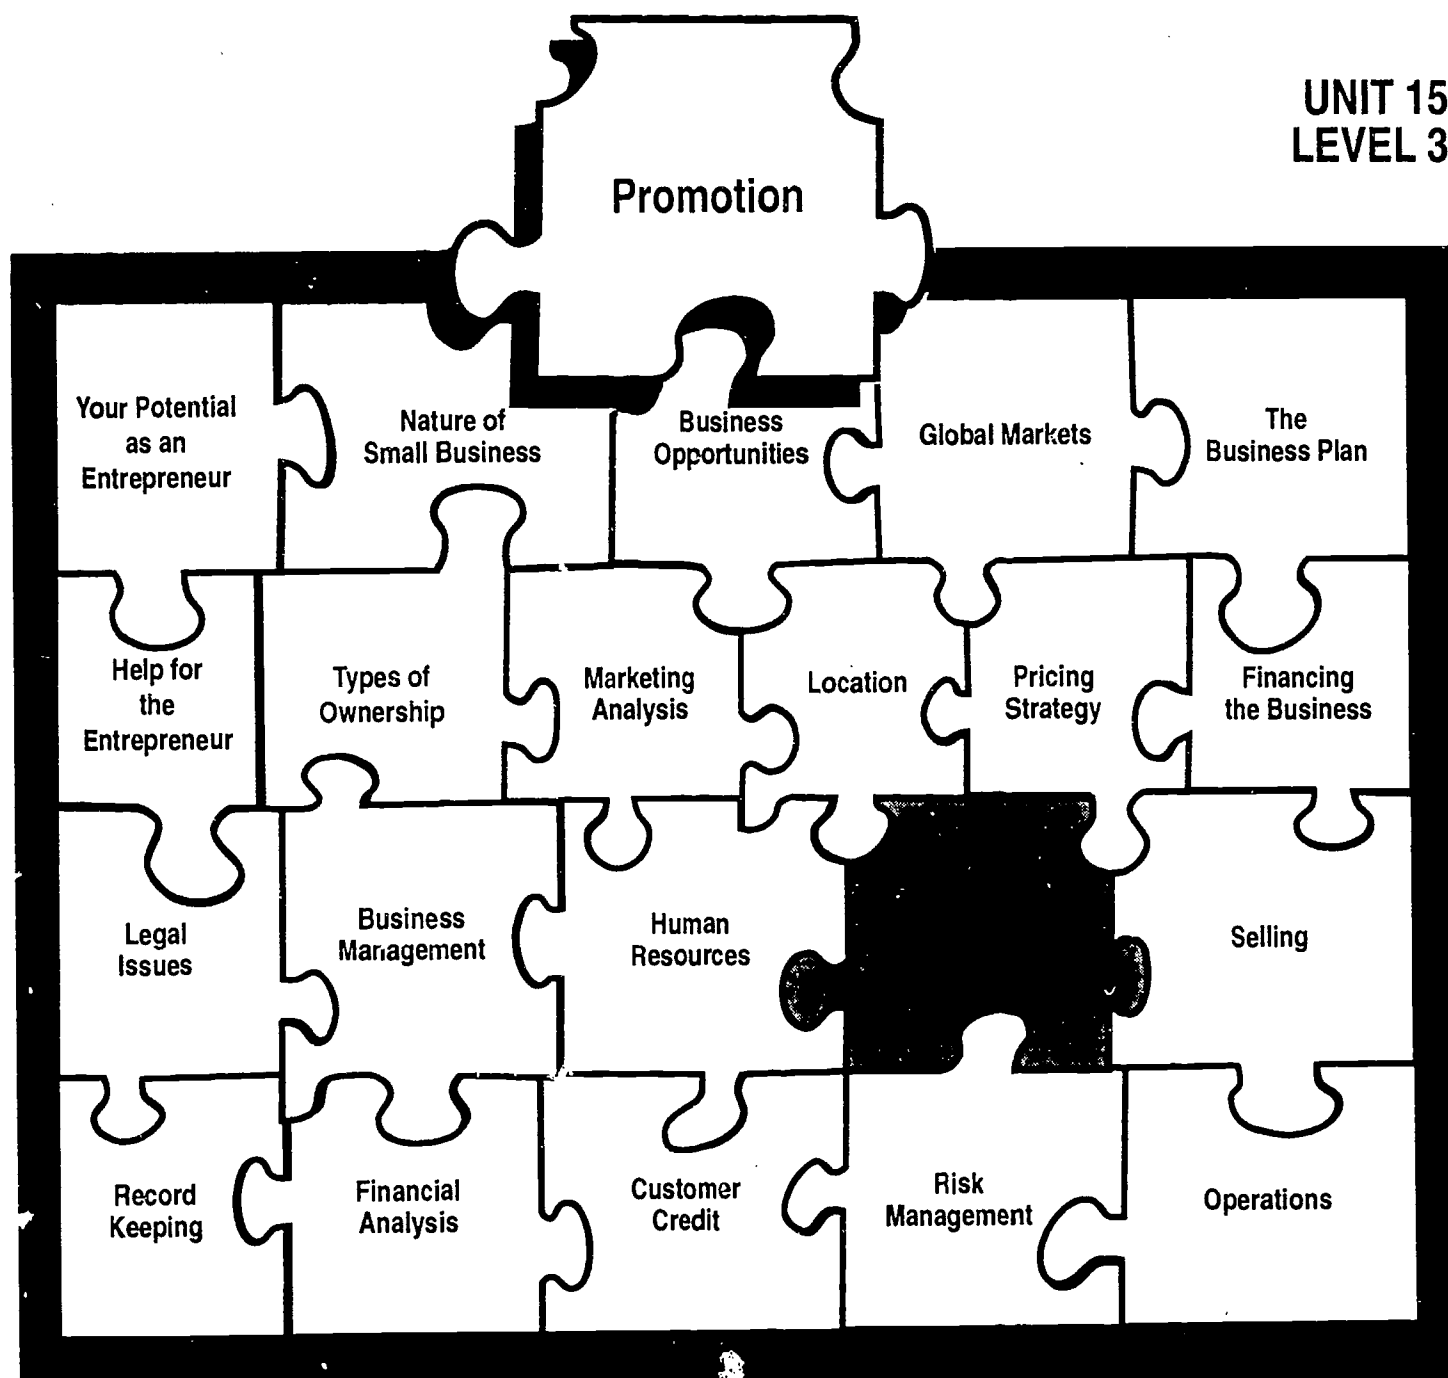 UNIT 15
LEVEL 3
Promotion
Your Potential
as an
Entrepreneur
Nature of
Small Business
Business
Opportunities
Global Markets
The
Business Plan
Help for
the
Entrepreneur
Types of
Ownership
Marketing
Analysis
Location
Pricing
Strategy
Financing
the Business
Legal
Issues
Business
Management
Human
Resources
Selling
Record
Keeping
Financial
Analysis
Customer
Credit
Risk
Management
Operations